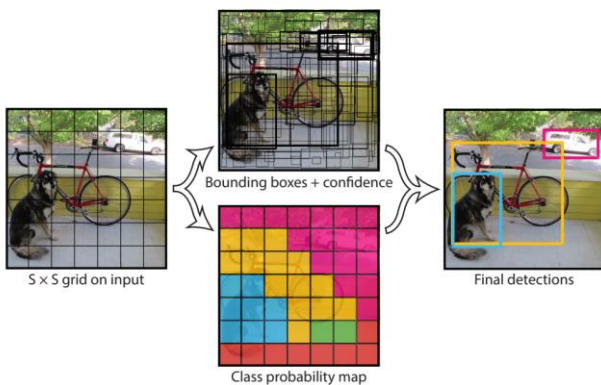 Bounding boxes + confidence
S × S grid on input
Final detections
Class probability map